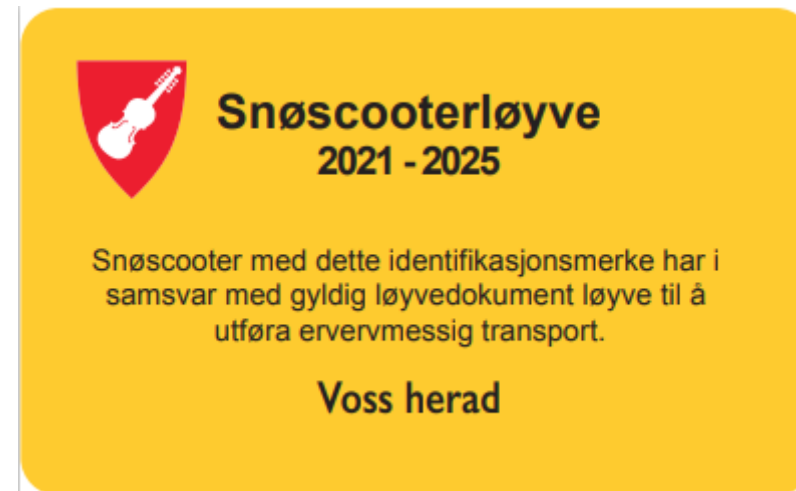 Snøscooterløyve
2021 - 2025
Snøscooter med dette identifikasjonsmerke har i
samsvar med gyldig løyvedokument løyve til å
utføra ervervmessig transport.
Voss herad